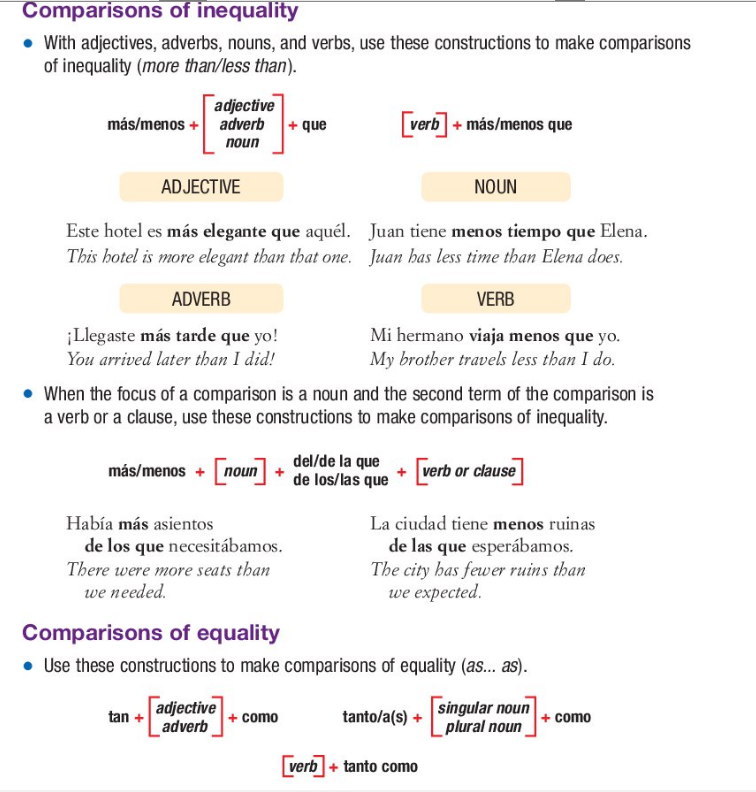 Comparisons of inequality
• With adjectives, adverbs, nouns, and verbs, use these constructions to make comparisons
of inequality (more than/less than).
más/menos + [adjective
adverb
noun] + que
[verb] + más/menos que
ADJECTIVE
Este hotel es más elegante que aquél.
This hotel is more elegant than that one.
NOUN
Juan tiene menos tiempo que Elena.
Juan has less time than Elena does.
ADVERB
¡Llegaste más tarde que yo!
You arrived later than I did!
VERB
Mi hermano viaja menos que yo.
My brother travels less than I do.
• When the focus of a comparison is a noun and the second term of the comparison is
a verb or a clause, use these constructions to make comparisons of inequality.
más/menos + [noun] + del/de la que
de los/las que + [verb or clause]
Había más asientos
de los que necesitábamos.
There were more seats than
we needed.
La ciudad tiene menos ruinas
de las que esperábamos.
The city has fewer ruins than
we expected.
Comparisons of equality
• Use these constructions to make comparisons of equality (as... as).
tan + [adjective
adverb] + como
tanto/a(s) + [singular noun
plural noun] + como
[verb] + tanto como